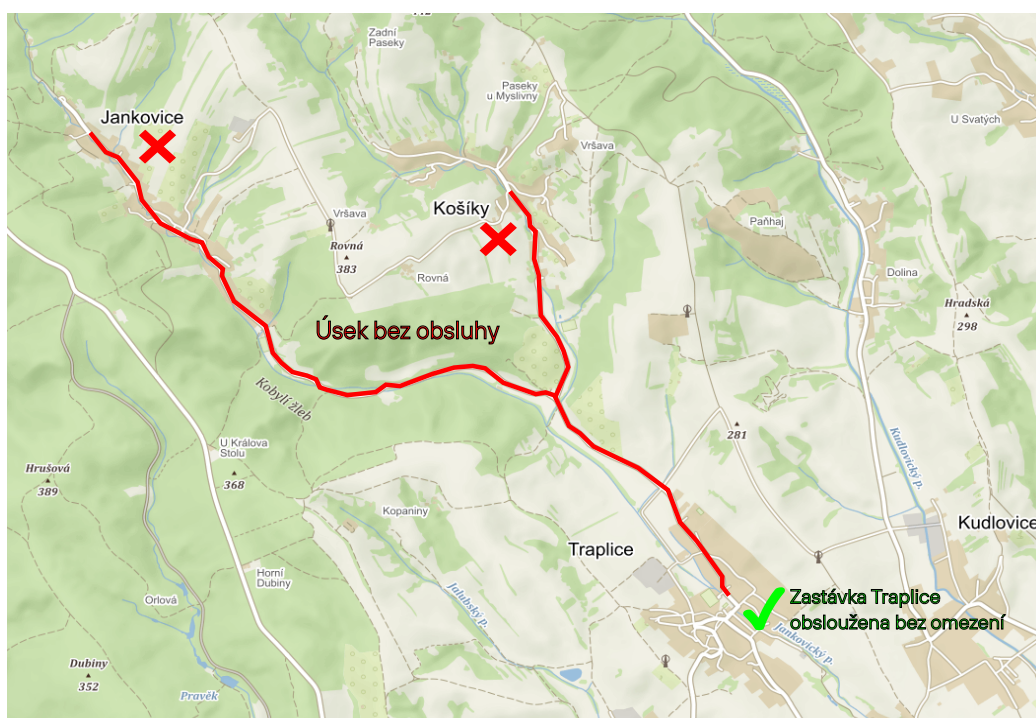 Zadní
Paseky
Jankovice
Paseky
u Myslivny
U Svatých
Vršava
Košíky
Vršava
Rovná
383
Rovná
Paňhaj
Dolina
Hradská
298
Úsek bez obsluhy
Kobylí žleb
U Králova
Stolu
368
Hrušová
389
281
Kudlovický p.
Kopaniny
Kudlovice
Traplice
Horní
Dubiny
Orlová
Jalubský p.
Zastávka Traplice
obsloužena bez omezení
Jankovický p.
Dubiny
352
Pravěk